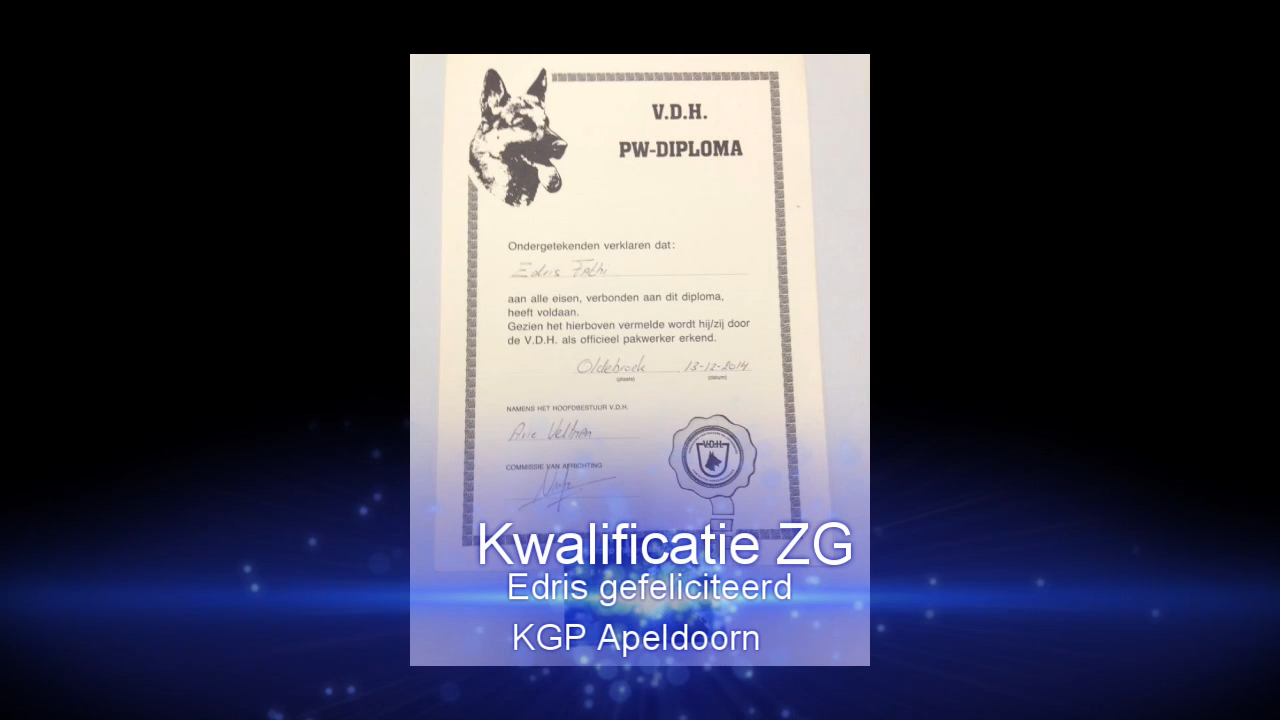 V.D.H.
PW-DIPLOMA
Ondergetekenden verklaren dat:
Edris Fathi
aan alle eisen, verbonden aan dit diploma,
heeft voldaan.
Gezien het hierboven vermelde wordt hij/zij door
de V.D.H. als officieel pakwerker erkend.
Oldebroek 13-12-2014
(plaats) (datum)
NAMENS HET HOOFDBESTUUR V.D.H.
Arie Veltman
COMMISSIE VAN AFRICHTING
V.D.H.
Kwalificatie ZG
Edris gefeliciteerd
KGP Apeldoorn